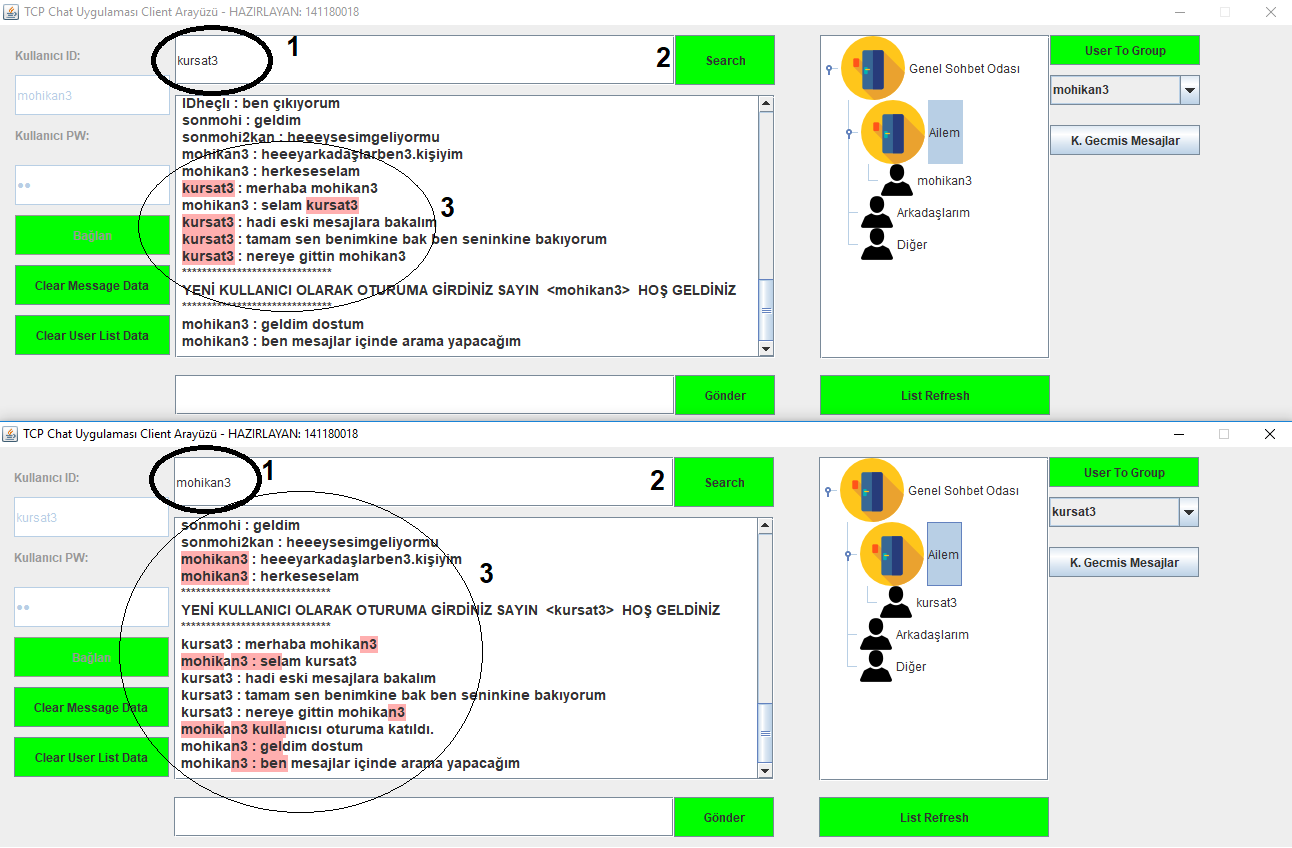 TCP Chat Uygulaması Client Arayüzü - HAZIRLAYAN: 141180018
Kullanıcı ID:
mohikan3
Kullanıcı PW:
Bağlan
Clear Message Data
Clear User List Data
kursat3
1
2
Search
IDheçli : ben çıkıyorum
sonmohi : geldim
sonmohi2kan : heeeysesimgeliyormu
mohikan3 : heeeyarkadaşlarben3.kişiyim
mohikan3 : herkeseselam
kursat3 : merhaba mohikan3
mohikan3 : selam kursat3
3
kursat3 : hadi eski mesajlara bakalım
kursat3 : tamam sen benimkine bak ben seninkine bakıyorum
kursat3 : nereye gittin mohikan3
******************************
YENİ KULLANICI OLARAK OTURUMA GİRDİNİZ SAYIN  <mohikan3>  HOŞ GELDİNİZ
******************************
mohikan3 : geldim dostum
mohikan3 : ben mesajlar içinde arama yapacağım
Gönder
Genel Sohbet Odası
Ailem
mohikan3
Arkadaşlarım
Diğer
List Refresh
User To Group
mohikan3
K. Gecmis Mesajlar
TCP Chat Uygulaması Client Arayüzü - HAZIRLAYAN: 141180018
Kullanıcı ID:
kursat3
Kullanıcı PW:
Bağlan
Clear Message Data
Clear User List Data
mohikan3
1
2
Search
sonmohi : geldim
sonmohi2kan : heeeysesimgeliyormu
mohikan3 : heeeyarkadaşlarben3.kişiyim
mohikan3 : herkeseselam
3
******************************
YENİ KULLANICI OLARAK OTURUMA GİRDİNİZ SAYIN  <kursat3>  HOŞ GELDİNİZ
******************************
kursat3 : merhaba mohikan3
mohikan3 : selam kursat3
kursat3 : hadi eski mesajlara bakalım
kursat3 : tamam sen benimkine bak ben seninkine bakıyorum
kursat3 : nereye gittin mohikan3
mohikan3 kullanıcısı oturuma katıldı.
mohikan3 : geldim dostum
mohikan3 : ben mesajlar içinde arama yapacağım
Gönder
Genel Sohbet Odası
Ailem
kursat3
Arkadaşlarım
Diğer
List Refresh
User To Group
kursat3
K. Gecmis Mesajlar